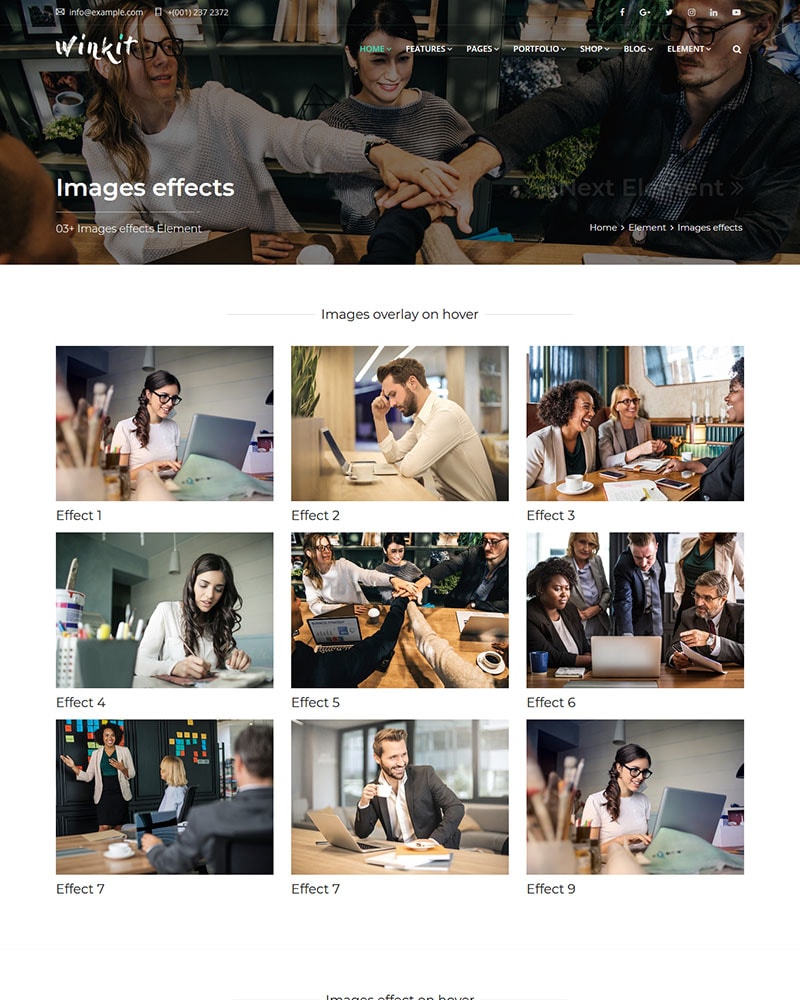 info@example.com +(001) 237 2372
winkit
HOME FEATURES PAGES PORTFOLIO SHOP BLOG ELEMENT
Images effects
Next Element »
03+ Images effects Element
Home > Element > Images effects
Images overlay on hover
Effect 1
Effect 2
Effect 3
Effect 4
Effect 5
Effect 6
Effect 7
Effect 7
Effect 9
Images effect on hover